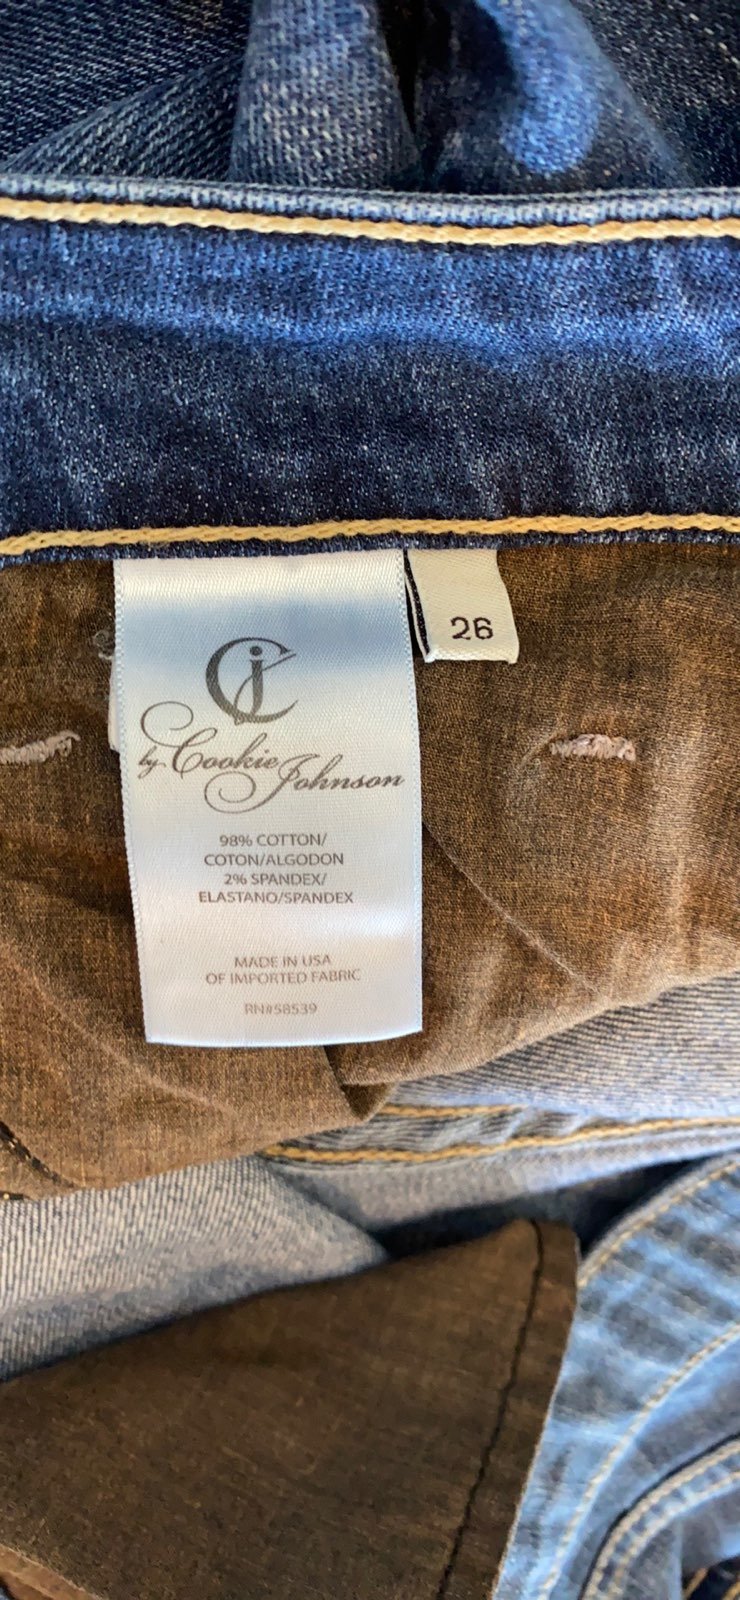 26
CJ
by Cookie Johnson
98% COTTON/
COTON/ALGODON
2% SPANDEX/
ELASTANO/SPANDEX
MADE IN USA
OF IMPORTED FABRIC
RN#58539